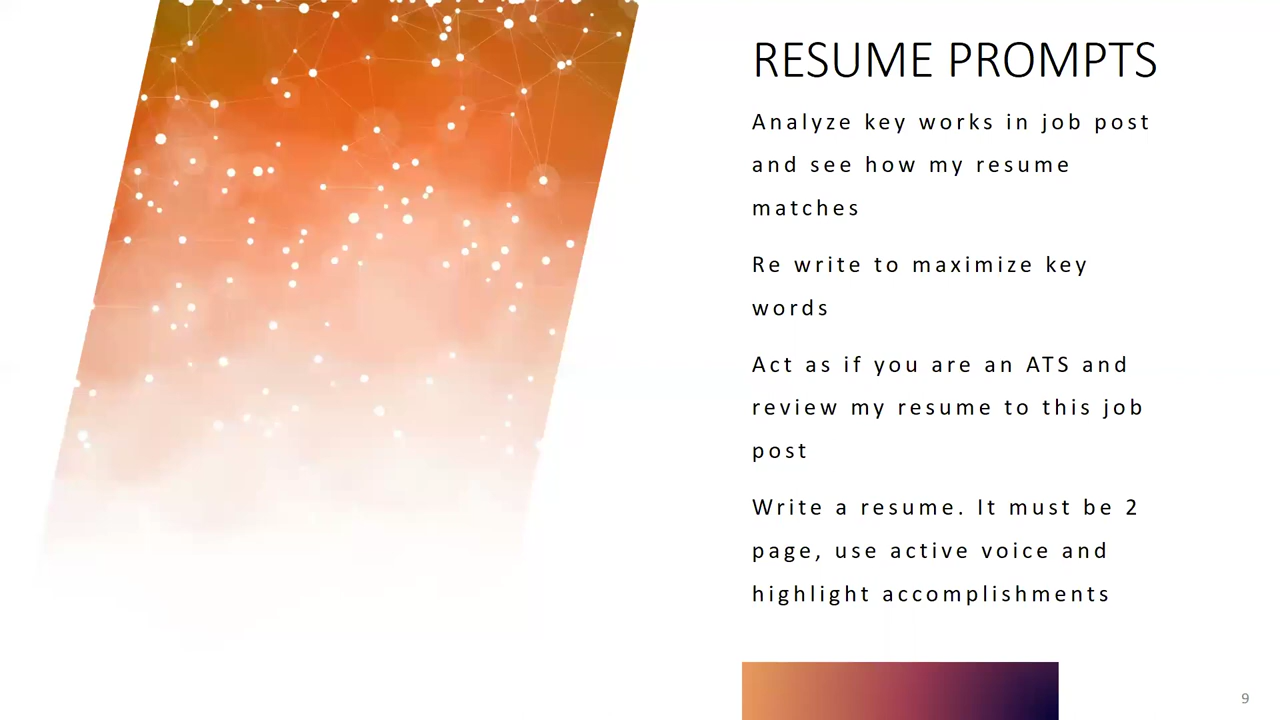 RESUME PROMPTS
Analyze key works in job post
and see how my resume
matches
Re write to maximize key
words
Act as if you are an ATS and
review my resume to this job
post
Write a resume. It must be 2
page, use active voice and
highlight accomplishments
9